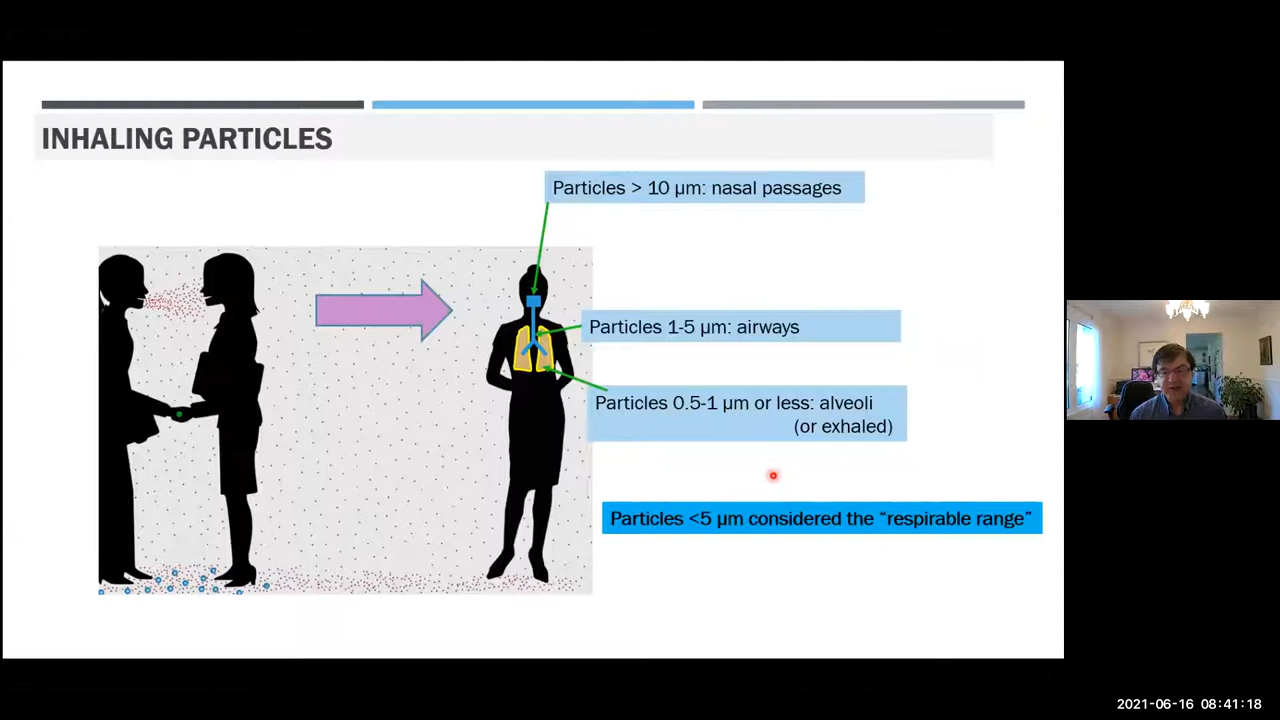 INHALING PARTICLES
Particles > 10 µm: nasal passages
Particles 1-5 µm: airways
Particles 0.5-1 µm or less: alveoli
(or exhaled)
Particles <5 µm considered the “respirable range”
2021-06-16 08:41:18